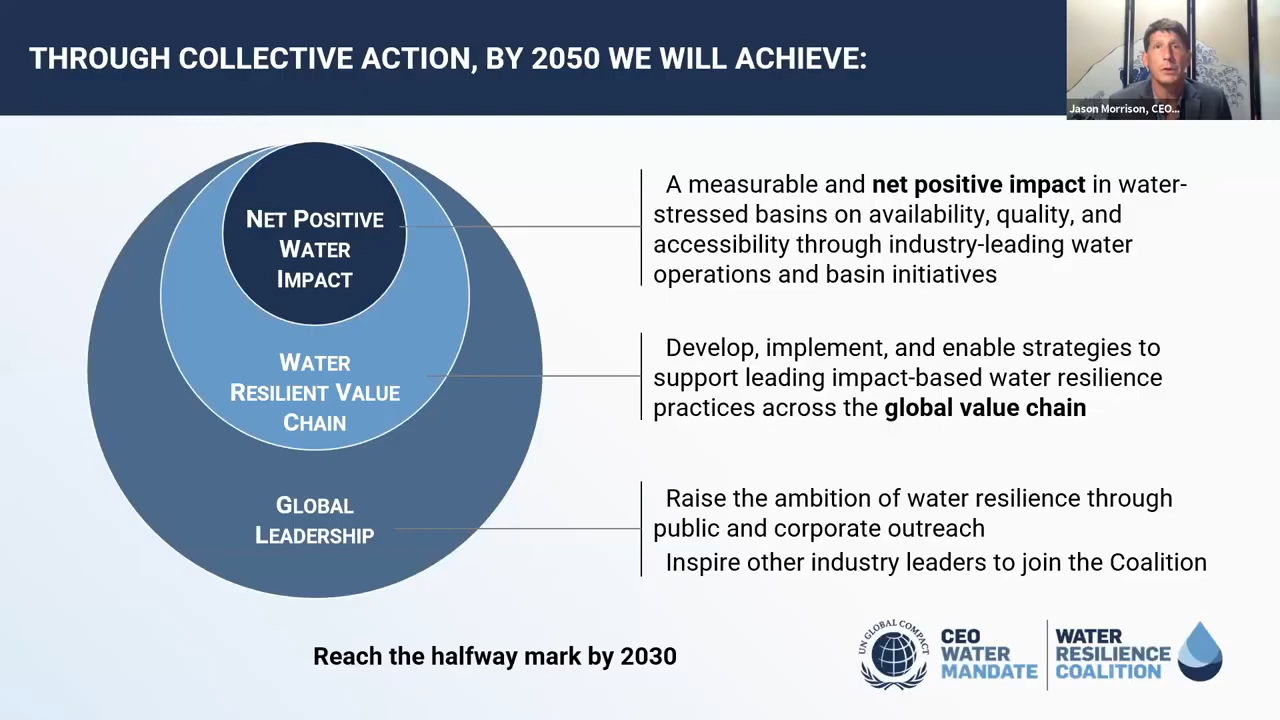 THROUGH COLLECTIVE ACTION, BY 2050 WE WILL ACHIEVE:
Jason Morrison, CEO...
NET POSITIVE
WATER
IMPACT
A measurable and net positive impact in water-
stressed basins on availability, quality, and
accessibility through industry-leading water
operations and basin initiatives
WATER
RESILIENT VALUE
CHAIN
Develop, implement, and enable strategies to
support leading impact-based water resilience
practices across the global value chain
GLOBAL
LEADERSHIP
Raise the ambition of water resilience through
public and corporate outreach
Inspire other industry leaders to join the Coalition
Reach the halfway mark by 2030
UN GLOBAL COMPACT
CEO
WATER
MANDATE
WATER
RESILIENCE
COALITION